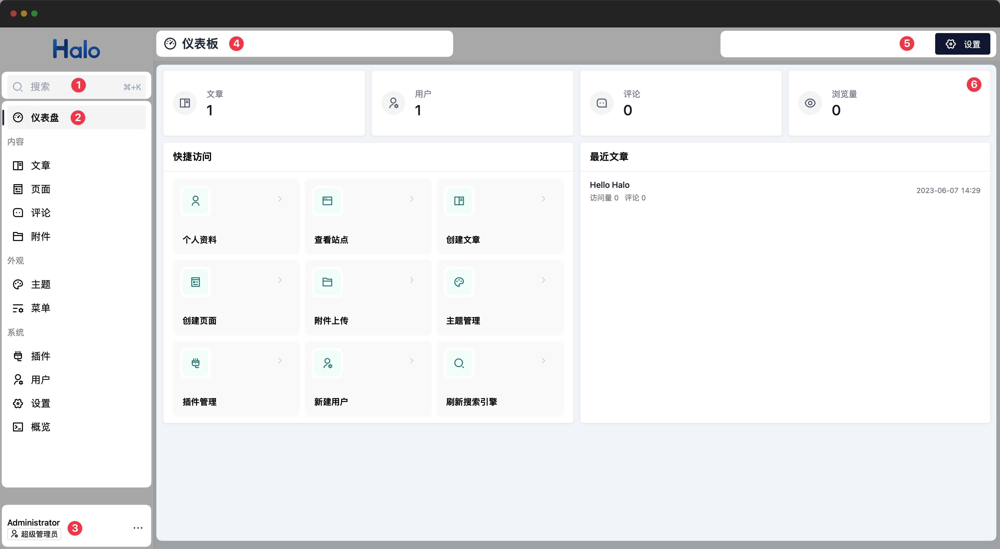 Halo
搜索 1 ⌘+K
仪表盘 2
内容
文章
页面
评论
附件
外观
主题
菜单
系统
插件
用户
设置
概览
Administrator
超级管理员
3
仪表板 4
5 设置
文章
1
用户
1
评论
0
浏览量
0
6
快捷访问
个人资料
查看站点
创建文章
创建页面
附件上传
主题管理
插件管理
新建用户
刷新搜索引擎
最近文章
Hello Halo
访问量 0 评论 0
2023-06-07 14:29